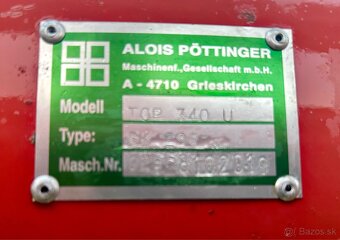 ALOIS PÖTTINGER
Maschinenf., Gesellschaft m.b.H.
A - 4710 Grieskirchen
Modell TOP 340 U
Type:
Masch.Nr.
Bazos.sk